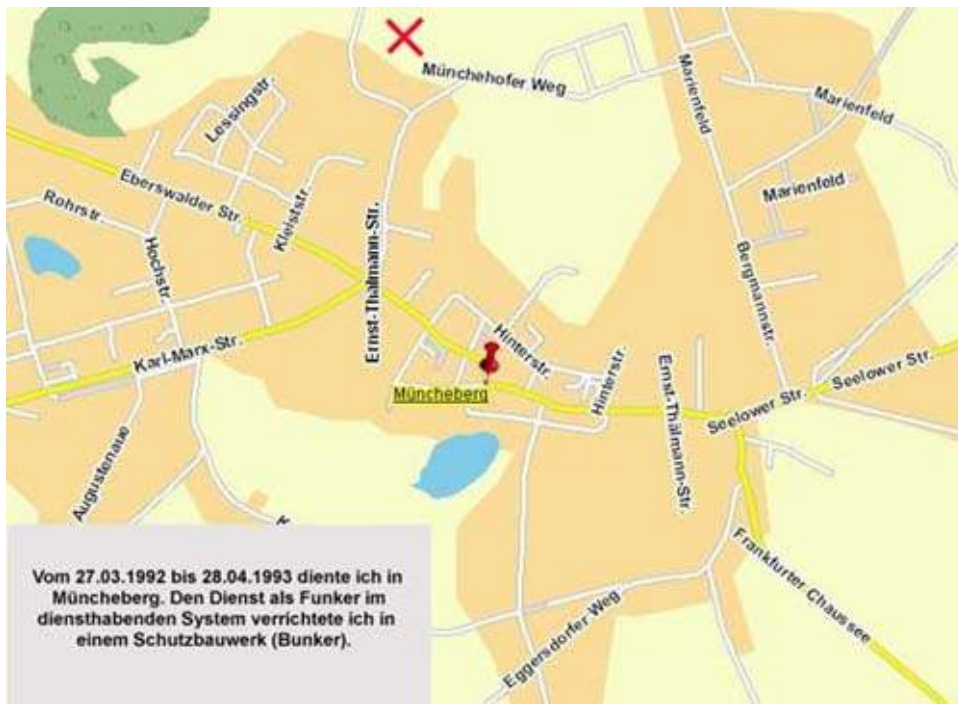 Münchehofer Weg
Marienfeld
Marienfeld
Lessingstr.
Marienfeld
Eberswalder Str.
Kleiststr.
Rohrstr.
Hochstr.
Ernst-Thälmann-Str.
Bergmannstr.
Hinterstr.
Karl-Marx-Str.
Müncheberg
Hinterstr.
Ernst-Thälmann-Str.
Seelower Str.
Seelower Str.
Augustenaue
Frankfurter Chaussee
Eggersdorfer Weg
Vom 27.03.1992 bis 28.04.1993 diente ich in
Müncheberg. Den Dienst als Funker im
diensthabenden System verrichtete ich in
einem Schutzbauwerk (Bunker).